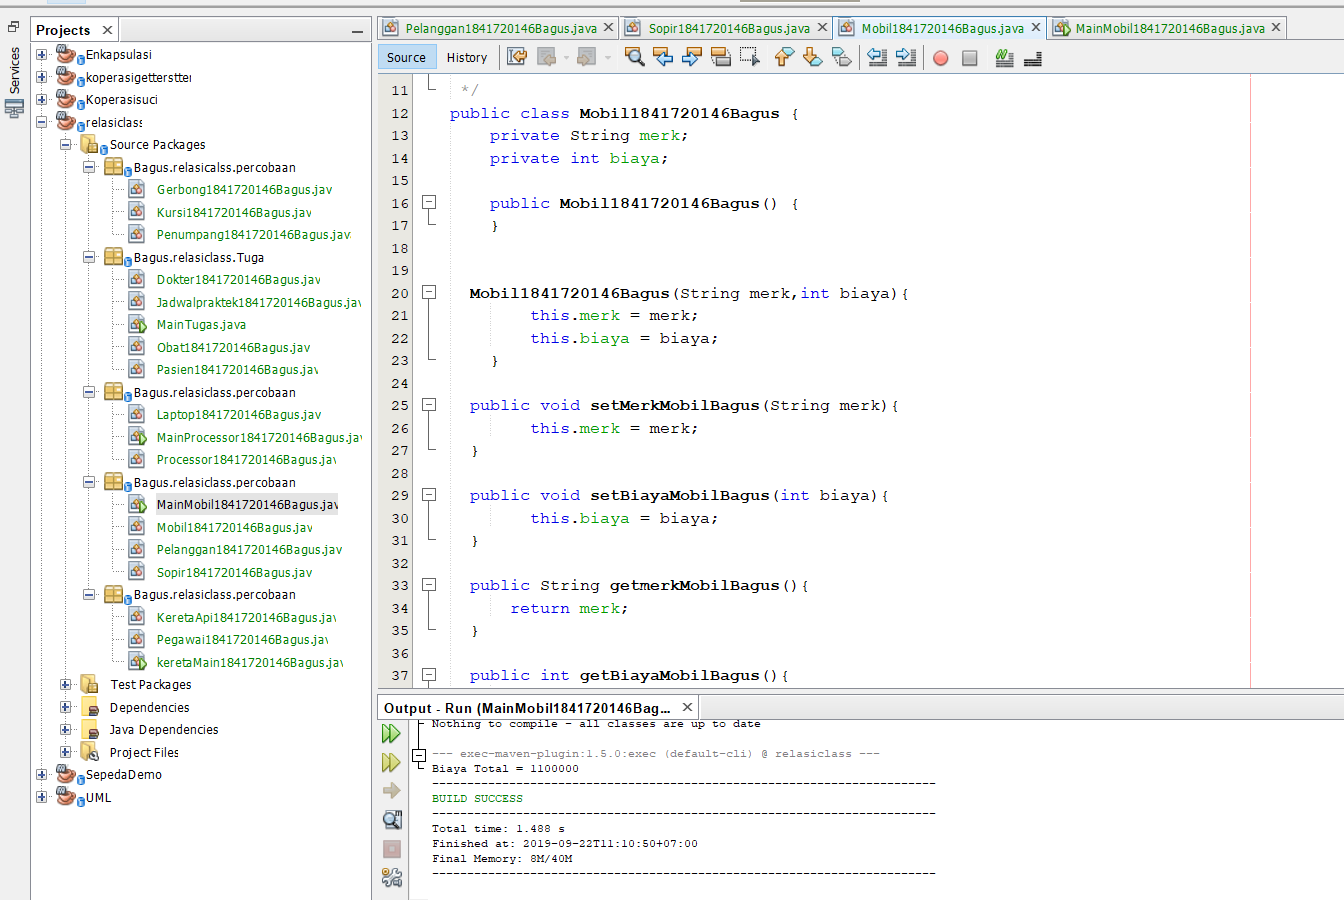 Services
Projects
Enkapsulasi
koperasigettersttei
Koperasisuci
relasiclass
Source Packages
Bagus.relasicalss.percobaan
Gerbong1841720146Bagus.jav
Kursi1841720146Bagus.jav
Penumpang1841720146Bagus.java
Bagus.relasiclass.Tuga
Dokter1841720146Bagus.jav
Jadwalpraktek1841720146Bagus.jav
MainTugas.java
Obat1841720146Bagus.jav
Pasien1841720146Bagus.jav
Bagus.relasiclass.percobaan
Laptop1841720146Bagus.jav
MainProcessor1841720146Bagus.jav
Processor1841720146Bagus.jav
Bagus.relasiclass.percobaan
MainMobil1841720146Bagus.jav
Mobil1841720146Bagus.jav
Pelanggan1841720146Bagus.jav
Sopir1841720146Bagus.jav
Bagus.relasiclass.percobaan
KeretaApi1841720146Bagus.jav
Pegawai1841720146Bagus.jav
keretaMain1841720146Bagus.jav
Test Packages
Dependencies
Java Dependencies
Project Files
SepedaDemo
UML
Pelanggan1841720146Bagus.java Sopir1841720146Bagus.java Mobil1841720146Bagus.java MainMobil1841720146Bagus.java
Source History
11 */
12 public class Mobil1841720146Bagus {
13 private String merk;
14 private int biaya;
15
16 public Mobil1841720146Bagus() {
17 }
18
19
20 Mobil1841720146Bagus(String merk,int biaya){
21 this.merk = merk;
22 this.biaya = biaya;
23 }
24
25 public void setMerkMobilBagus(String merk){
26 this.merk = merk;
27 }
28
29 public void setBiayaMobilBagus(int biaya){
30 this.biaya = biaya;
31 }
32
33 public String getmerkMobilBagus(){
34 return merk;
35 }
36
37 public int getBiayaMobilBagus(){
Output - Run (MainMobil1841720146Bag...
Nothing to compile - all classes are up to date
--- exec-maven-plugin:1.5.0:exec (default-cli) @ relasiclass ---
Biaya Total = 1100000
------------------------------------------------------------------------
BUILD SUCCESS
------------------------------------------------------------------------
Total time: 1.488 s
Finished at: 2019-09-22T11:10:50+07:00
Final Memory: 8M/40M
------------------------------------------------------------------------